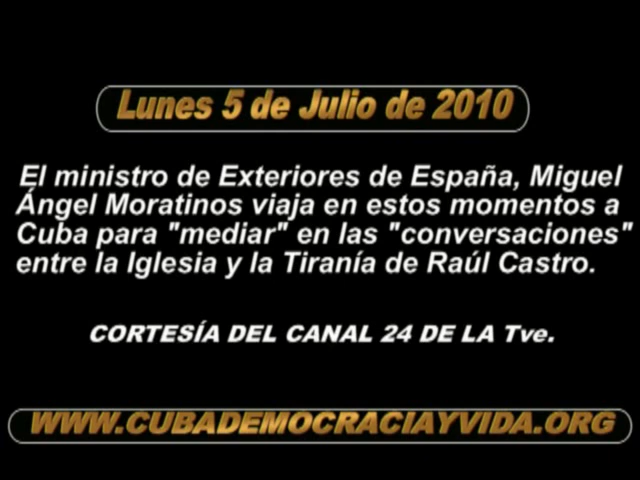 Lunes 5 de Julio de 2010
El ministro de Exteriores de España, Miguel
Ángel Moratinos viaja en estos momentos a
Cuba para "mediar" en las "conversaciones"
entre la Iglesia y la Tiranía de Raúl Castro.
CORTESÍA DEL CANAL 24 DE LA Tve.
WWW.CUBADEMOCRACIAYVIDA.ORG